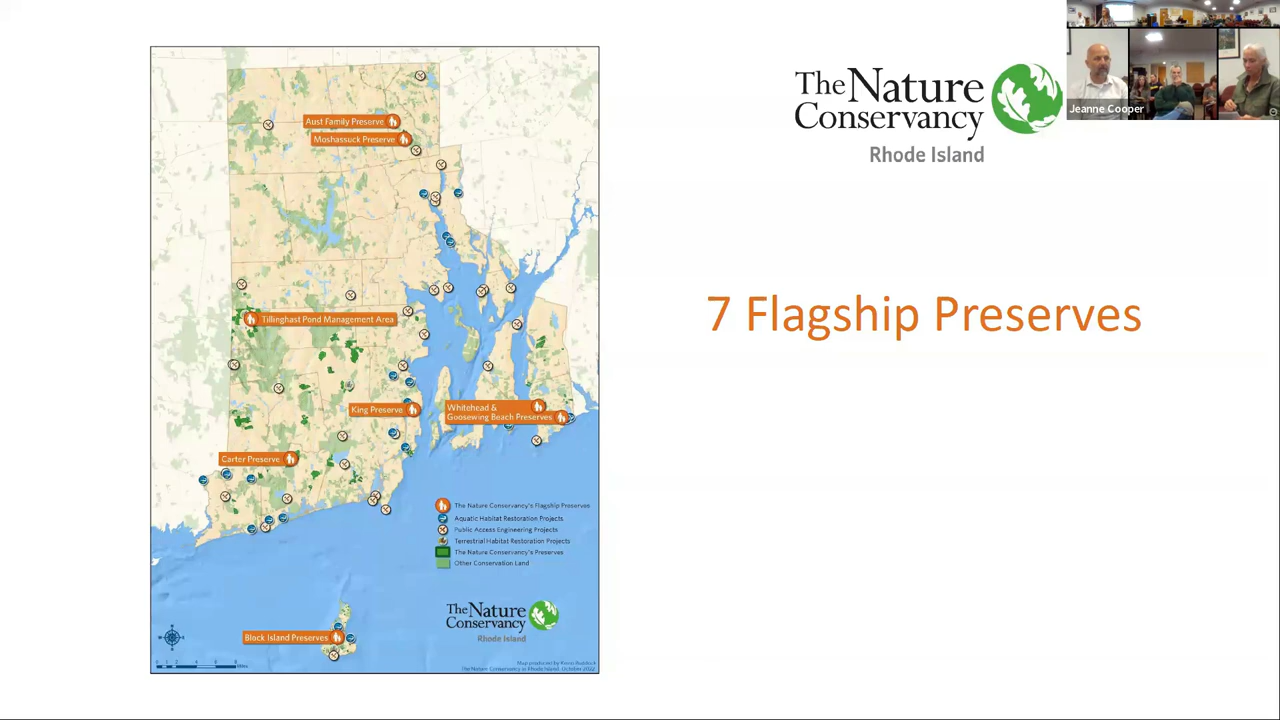 The Nature
Conservancy
Rhode Island
Jeanne Cooper
7 Flagship Preserves
Aust Family Preserve
Moshassuck Preserve
Tillinghast Pond Management Area
King Preserve
Whitehead &
Goosewing Beach Preserves
Carter Preserve
The Nature Conservancy's Flagship Preserves
Aquatic Habitat Restoration Projects
Public Access Engineering Projects
Terrestrial Habitat Restoration Projects
The Nature Conservancy's Preserves
Other Conservation Land
The Nature
Conservancy
Rhode Island
Block Island Preserves